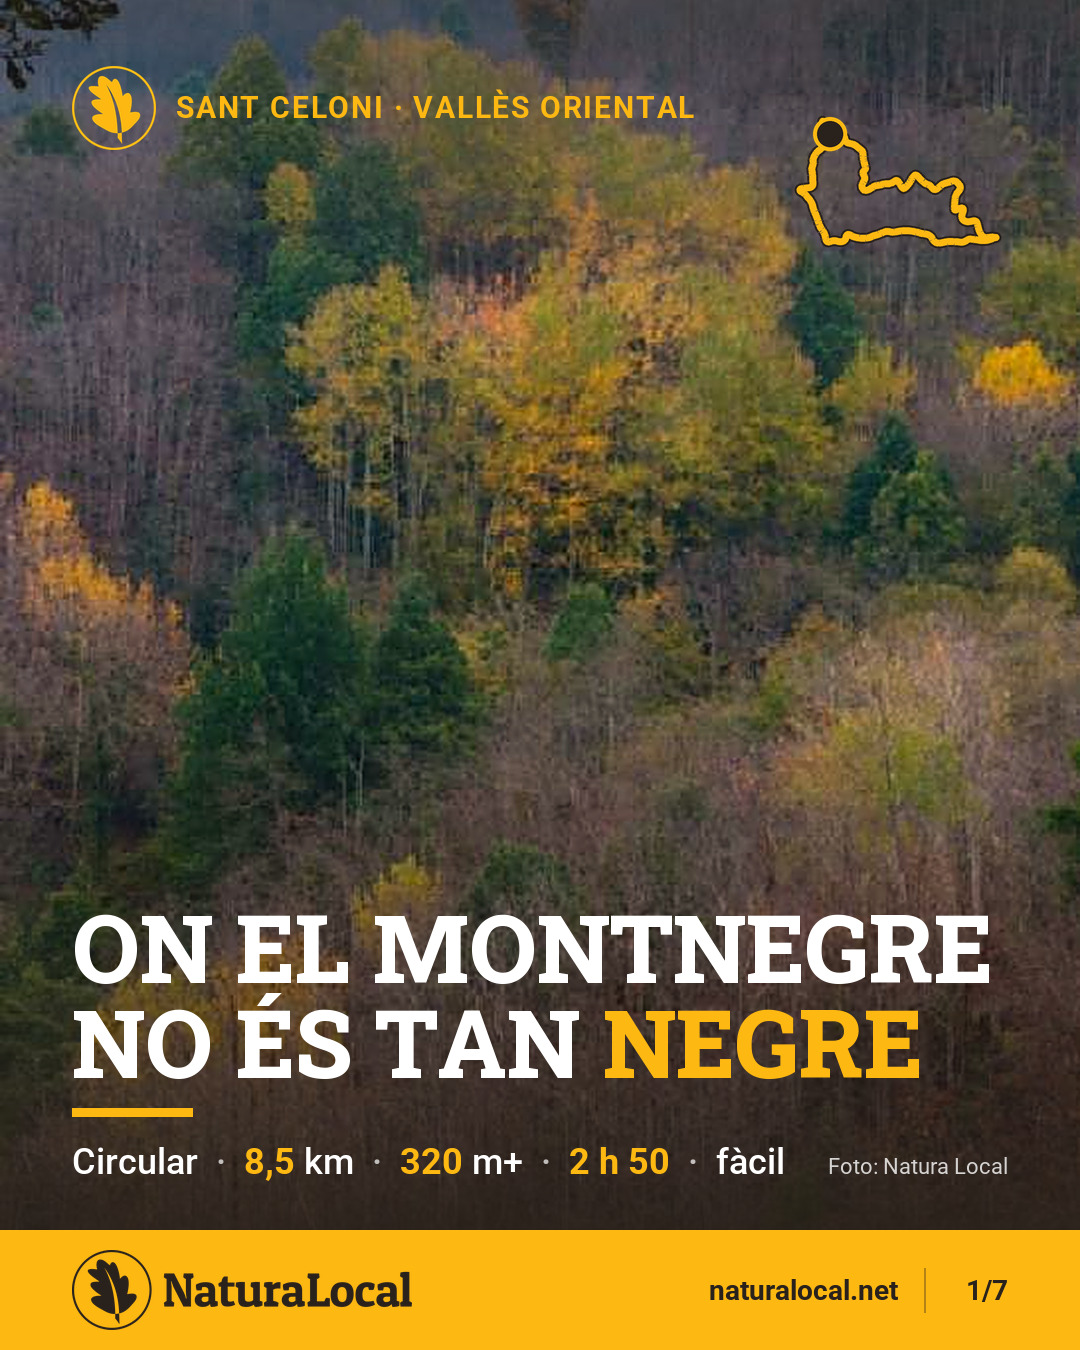 SANT CELONI · VALLÈS ORIENTAL
ON EL MONTNEGRE
NO ÉS TAN NEGRE
Circular · 8,5 km · 320 m+ · 2 h 50 · fàcil
Foto: Natura Local
NaturaLocal
naturalocal.net
1/7